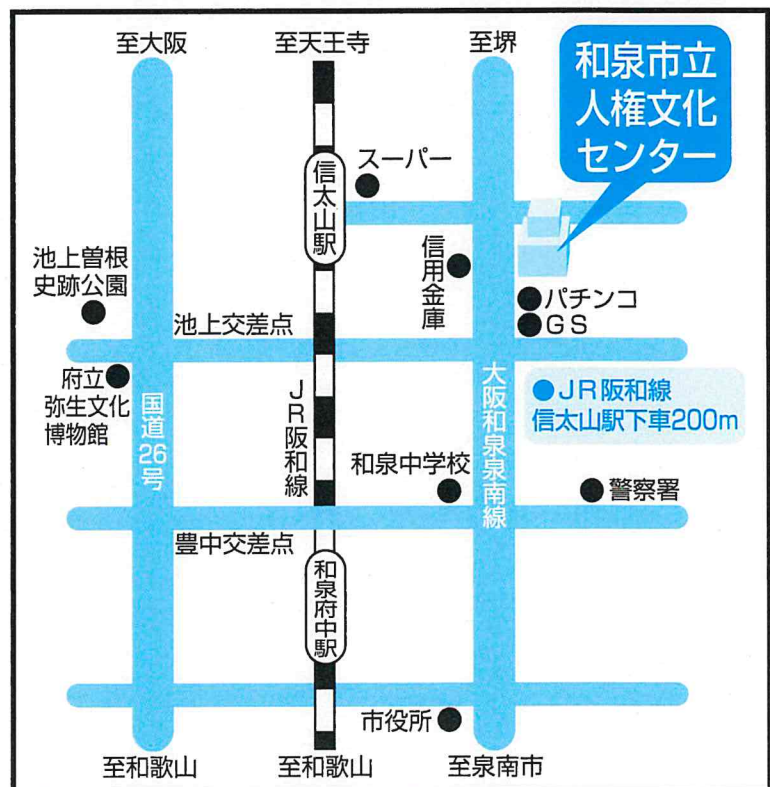 至大阪
至天王寺
至堺
和泉市立
人権文化
センター
スーパー
信太山駅
池上曽根
史跡公園
信用金庫
パチンコ
GS
池上交差点
府立
弥生文化
博物館
国道26号
JR阪和線
大阪和泉泉南線
●JR阪和線
信太山駅下車200m
和泉中学校
警察署
豊中交差点
和泉府中駅
市役所
至和歌山
至和歌山
至泉南市